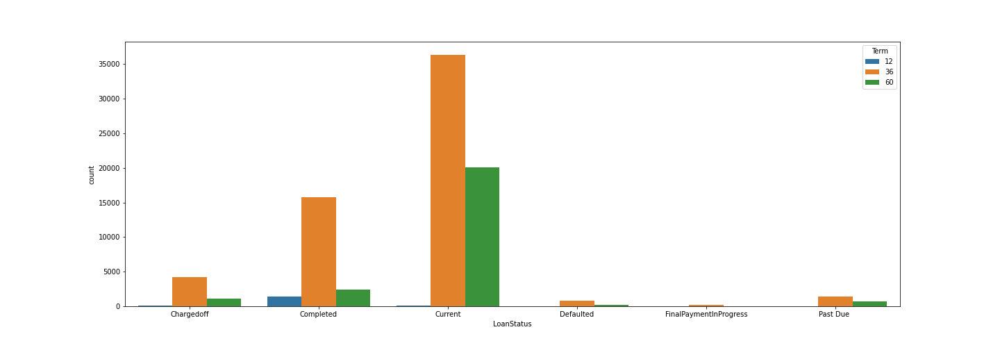 Term
12
36
60
35000
30000
25000
20000
15000
10000
5000
0
count
Chargedoff Completed Current Defaulted FinalPaymentInProgress Past Due
LoanStatus